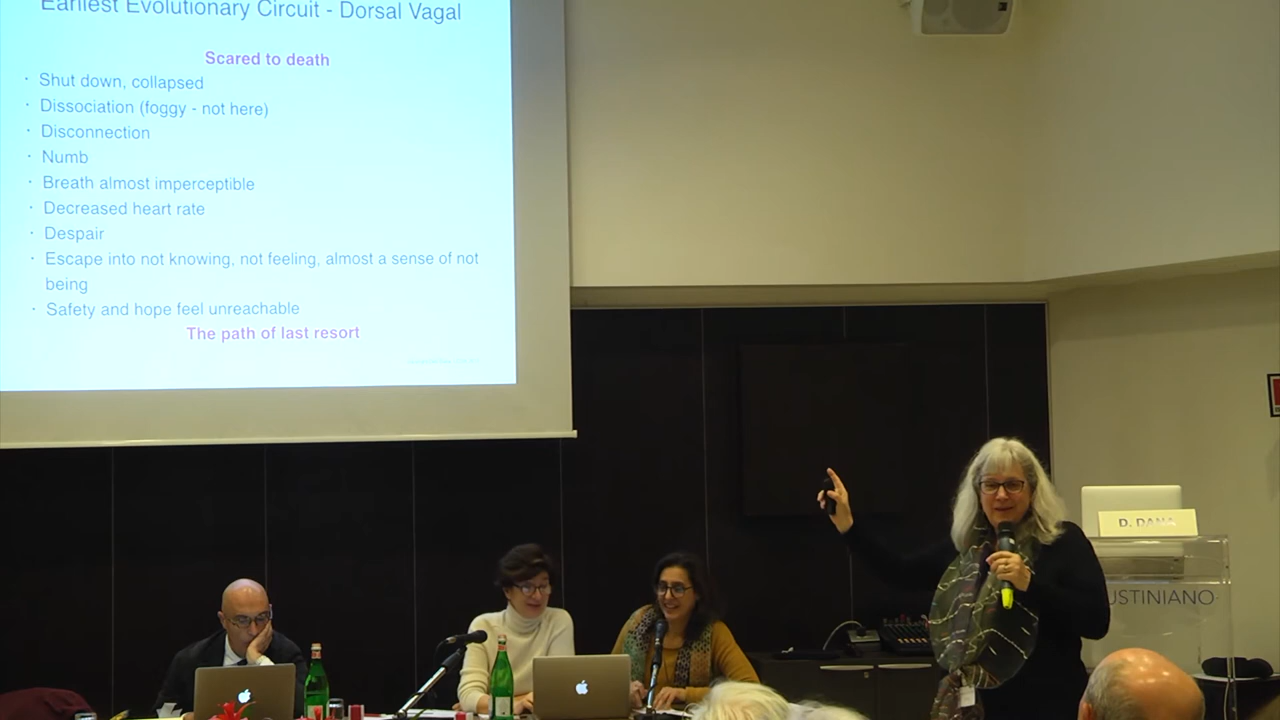 Earliest Evolutionary Circuit - Dorsal Vagal
Scared to death
· Shut down, collapsed
· Dissociation (foggy - not here)
· Disconnection
· Numb
· Breath almost imperceptible
· Decreased heart rate
· Despair
· Escape into not knowing, not feeling, almost a sense of not
being
· Safety and hope feel unreachable
The path of last resort
D. DANA
USTINIANO